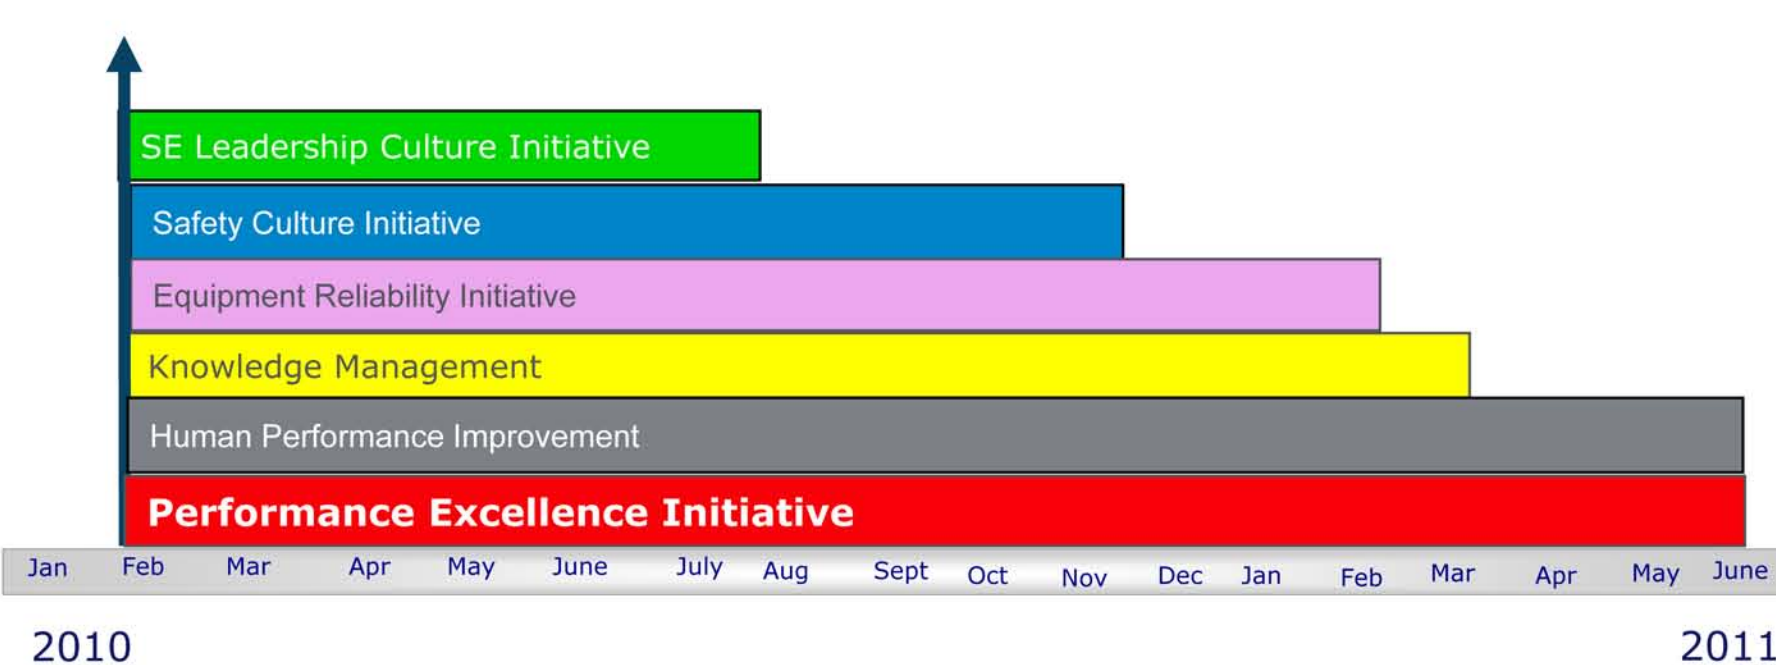 SE Leadership Culture Initiative
Safety Culture Initiative
Equipment Reliability Initiative
Knowledge Management
Human Performance Improvement
Performance Excellence Initiative
Jan Feb Mar Apr May June July Aug Sept Oct Nov Dec Jan Feb Mar Apr May June
2010 2011